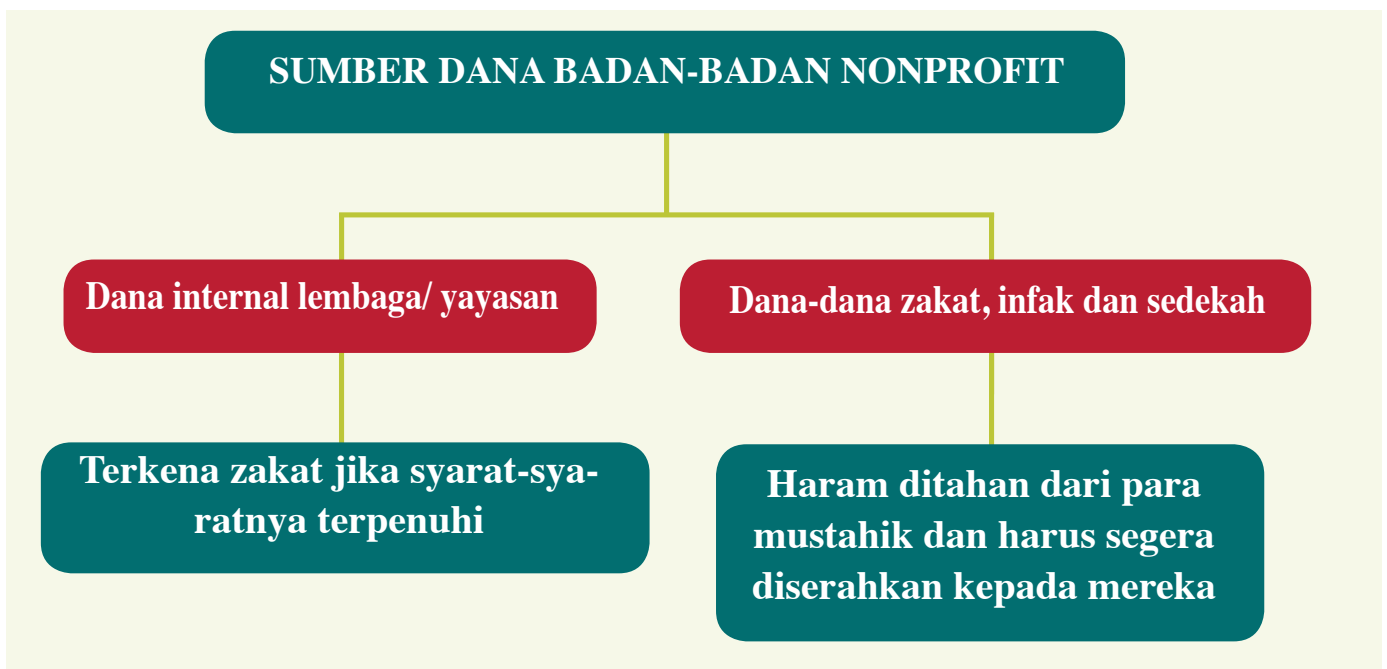 SUMBER DANA BADAN-BADAN NONPROFIT
Dana internal lembaga/ yayasan
Dana-dana zakat, infak dan sedekah
Terkena zakat jika syarat-sya-
ratnya terpenuhi
Haram ditahan dari para
mustahik dan harus segera
diserahkan kepada mereka